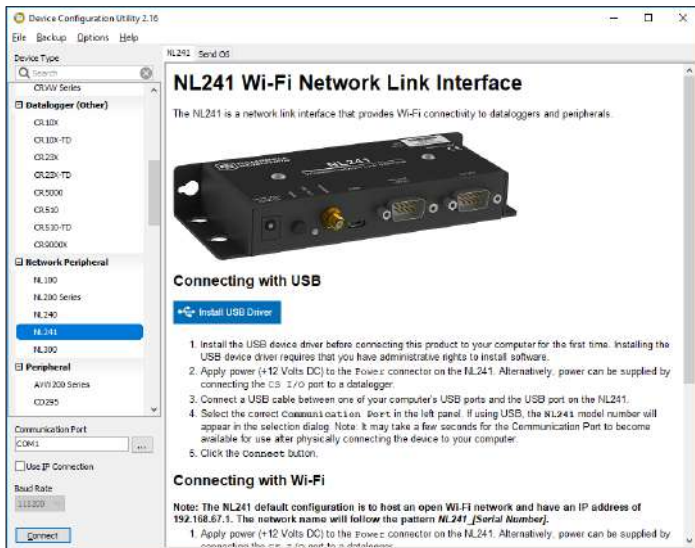 Device Configuration Utility 2.16
File Backup Options Help
Device Type
Search
CRVW Series
Datalogger (Other)
CR10X
CR10X-TD
CR23X
CR23X-TD
CR5000
CR510
CR510-TD
CR9000X
Network Peripheral
NL100
NL200 Series
NL240
NL241
NL300
Peripheral
AVW200 Series
CD295
Communication Port
COM1
...
Use IP Connection
Baud Rate
115200
Connect
NL241 Send OS
NL241 Wi-Fi Network Link Interface
The NL241 is a network link interface that provides Wi-Fi connectivity to dataloggers and peripherals.
NL241
Connecting with USB
Install USB Driver
1. Install the USB device driver before connecting this product to your computer for the first time. Installing the
USB device driver requires that you have administrative rights to install software.
2. Apply power (+12 Volts DC) to the Power connector on the NL241. Alternatively, power can be supplied by
connecting the CS I/O port to a datalogger.
3. Connect a USB cable between one of your computer's USB ports and the USB port on the NL241.
4. Select the correct Communication Port in the left panel. If using USB, the NL241 model number will
appear in the selection dialog. Note: It may take a few seconds for the Communication Port to become
available for use after physically connecting the device to your computer.
5. Click the Connect button.
Connecting with Wi-Fi
Note: The NL241 default configuration is to host an open Wi-Fi network and have an IP address of
192.168.67.1. The network name will follow the pattern NL241_[Serial Number].
1. Apply power (+12 Volts DC) to the Power connector on the NL241. Alternatively, power can be supplied by
connecting the CS I/O port to a datalogger.